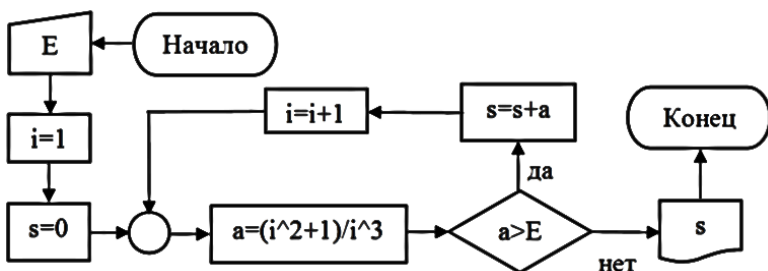 Начало
E
i=1
s=0
a=(i^2+1)/i^3
a>E
да
s=s+a
i=i+1
нет
s
Конец